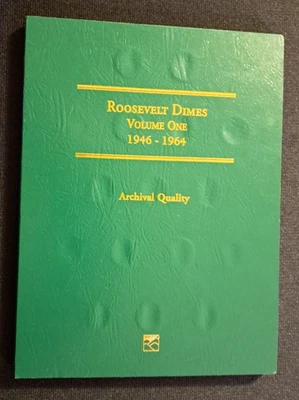 Roosevelt Dimes
Volume One
1946 - 1964
Archival Quality